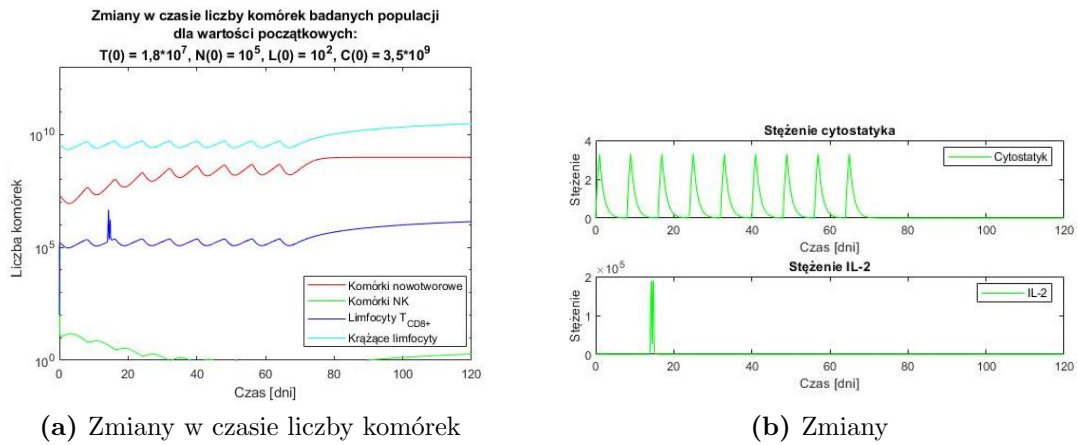 Zmiany w czasie liczby komórek badanych populacji
dla wartości początkowych:
T(0) = 1,8*10^7, N(0) = 10^5, L(0) = 10^2, C(0) = 3,5*10^9
Liczba komórek
10^10
10^5
10^0
0 20 40 60 80 100 120
Czas [dni]
Komórki nowotworowe
Komórki NK
Limfocyty T_CD8+
Krążące limfocyty
(a) Zmiany w czasie liczby komórek
Stężenie cytostatyka
Stężenie
4
2
0
0 20 40 60 80 100 120
Czas [dni]
Cytostatyk
Stężenie IL-2
×10^5
Stężenie
2
1
0
0 20 40 60 80 100 120
Czas [dni]
IL-2
(b) Zmiany